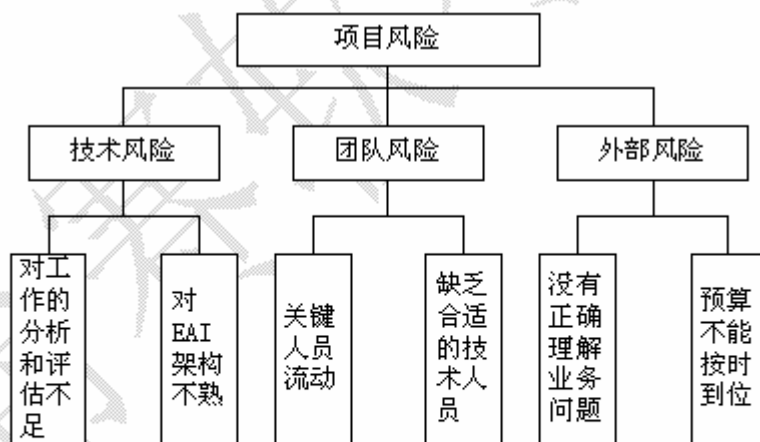 项目风险
技术风险
团队风险
外部风险
对工
作的
分析
和评
估不
足
对
EAI
架构
不熟
关键
人员
流动
缺乏
合适
的技
术人
员
没有
正确
理解
业务
问题
预算
不能
按时
到位